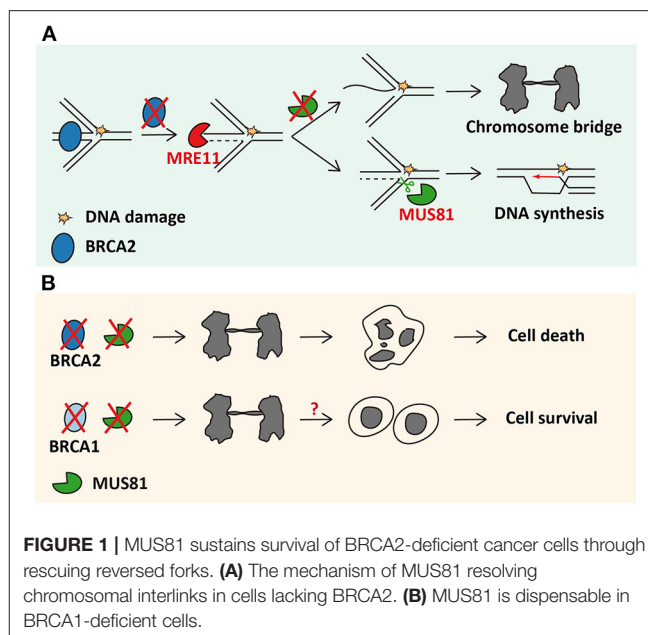 A
MRE11
Chromosome bridge
MUS81
DNA synthesis
DNA damage
BRCA2
B
BRCA2
Cell death
?
BRCA1
Cell survival
MUS81
FIGURE 1 | MUS81 sustains survival of BRCA2-deficient cancer cells through
rescuing reversed forks. (A) The mechanism of MUS81 resolving
chromosomal interlinks in cells lacking BRCA2. (B) MUS81 is dispensable in
BRCA1-deficient cells.